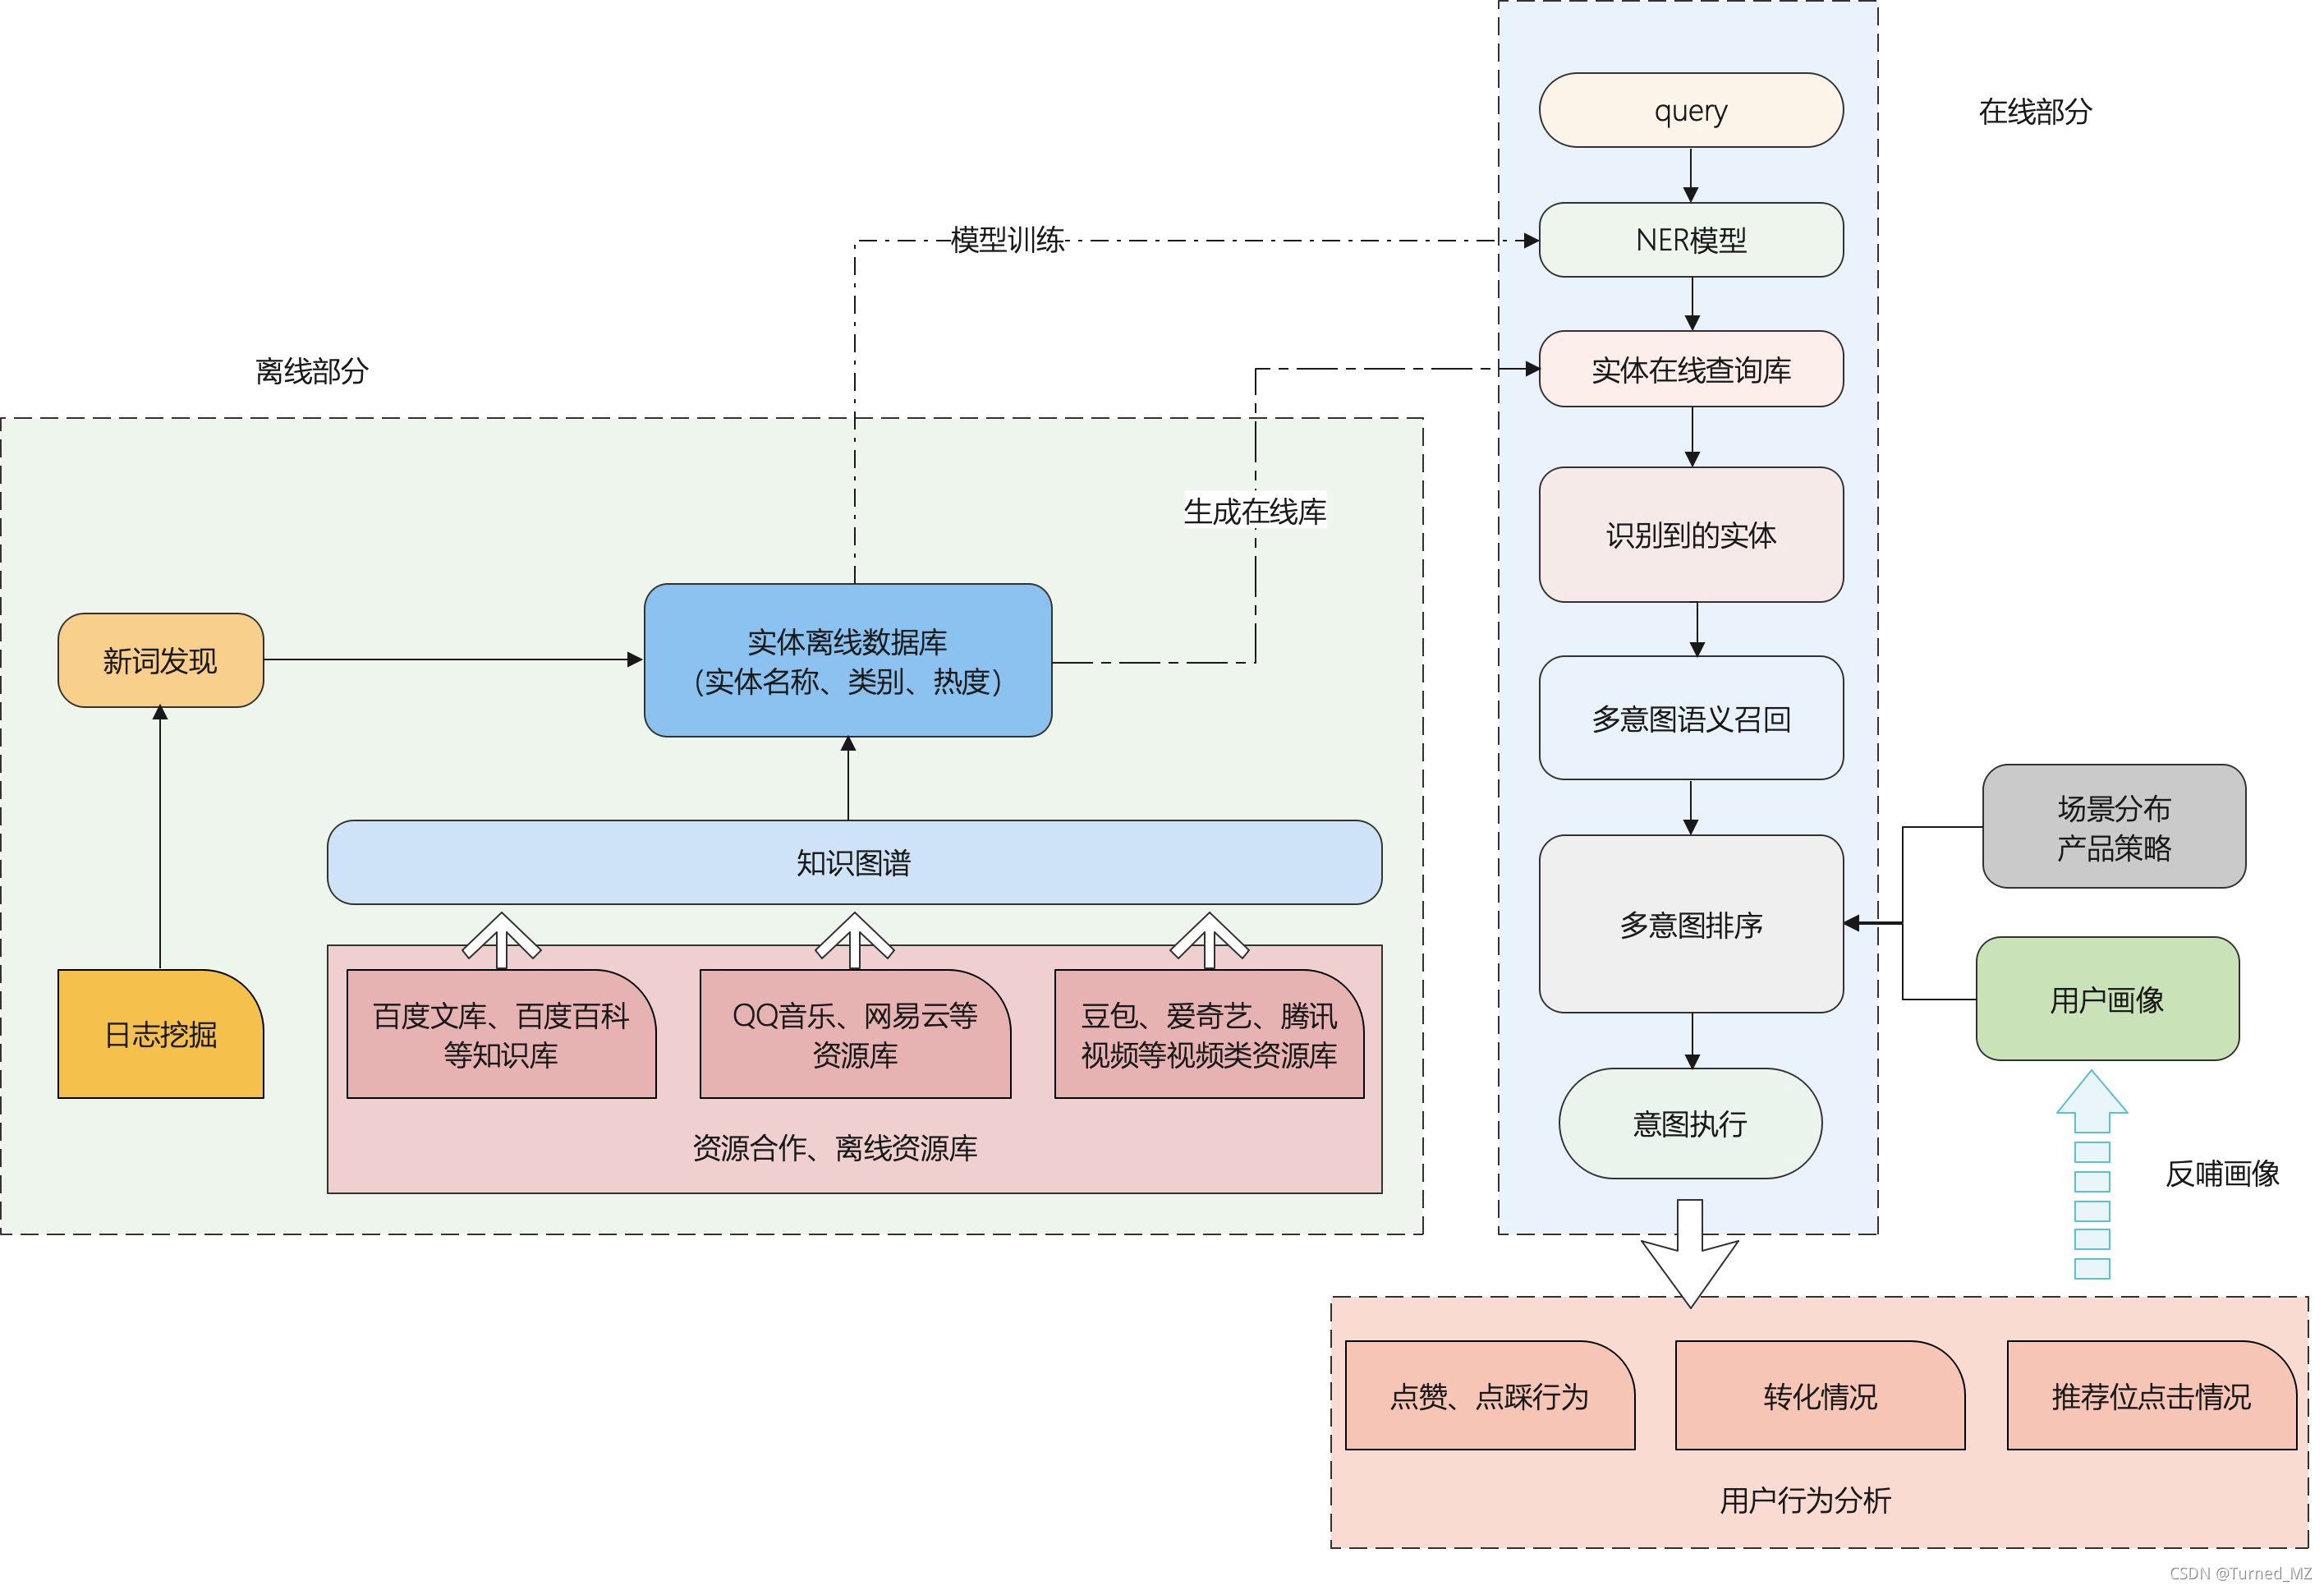 query
在线部分
NER模型
模型训练
实体在线查询库
离线部分
生成在线库
识别到的实体
新词发现
实体离线数据库
（实体名称、类别、热度）
多意图语义召回
场景分布
产品策略
知识图谱
多意图排序
用户画像
日志挖掘
百度文库、百度百科
等知识库
QQ音乐、网易云等
资源库
豆包、爱奇艺、腾讯
视频等视频类资源库
资源合作、离线资源库
意图执行
反哺画像
点赞、点踩行为
转化情况
推荐位点击情况
用户行为分析
CSDN @Turned_MZ